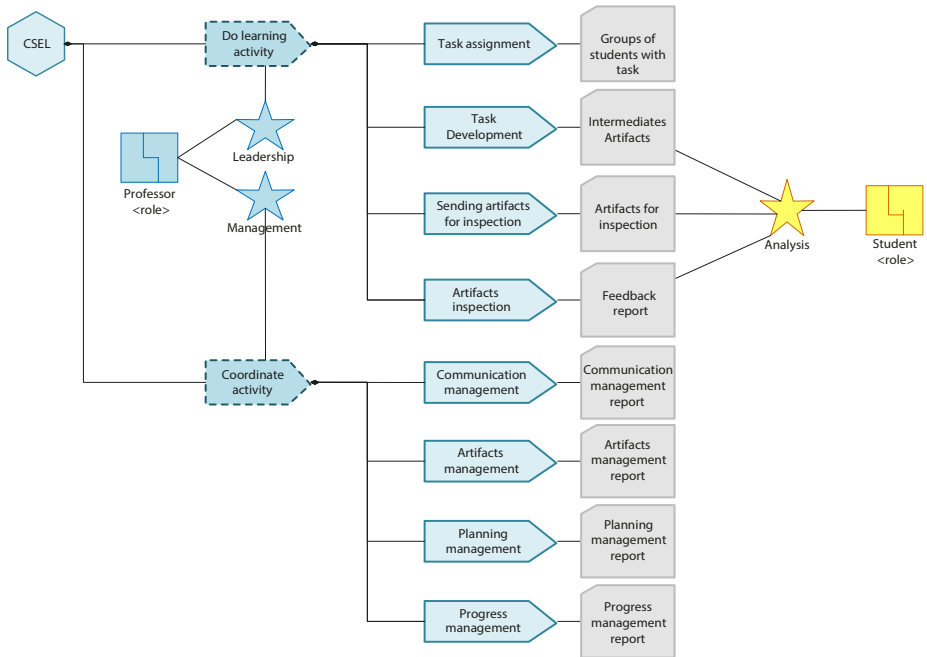 CSEL
Do learning
activity
Task assignment
Groups of
students with
task
Task
Development
Intermediates
Artifacts
Leadership
Professor
<role>
Management
Sending artifacts
for inspection
Artifacts for
inspection
Analysis
Student
<role>
Artifacts
inspection
Feedback
report
Coordinate
activity
Communication
management
Communication
management
report
Artifacts
management
Artifacts
management
report
Planning
management
Planning
management
report
Progress
management
Progress
management
report